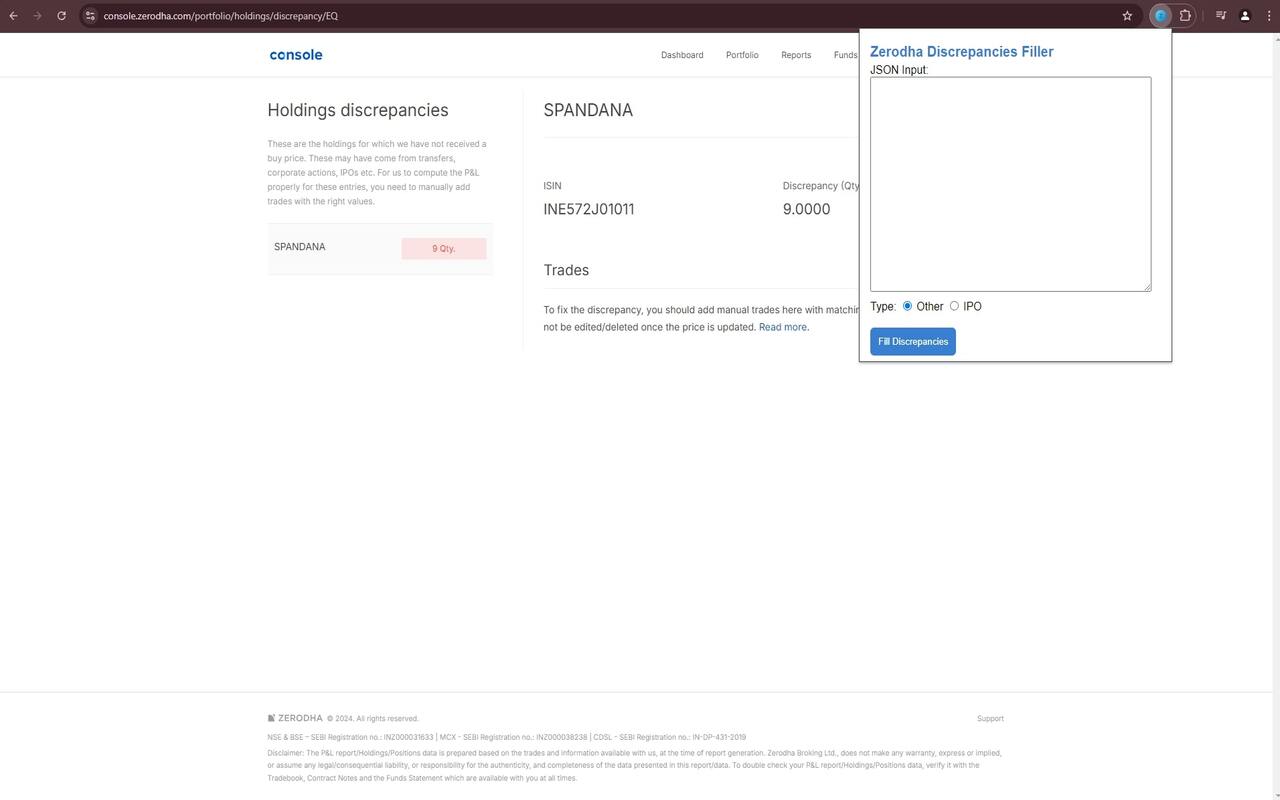 console.zerodha.com/portfolio/holdings/discrepancy/EQ
console
Dashboard
Portfolio
Reports
Funds
Holdings discrepancies
These are the holdings for which we have not received a
buy price. These may have come from transfers,
corporate actions, IPOs etc. For us to compute the P&L
properly for these entries, you need to manually add
trades with the right values.
SPANDANA
9 Qty.
SPANDANA
ISIN
Discrepancy (Qty
INE572J01011
9.0000
Trades
To fix the discrepancy, you should add manual trades here with matchin
not be edited/deleted once the price is updated. Read more.
Zerodha Discrepancies Filler
JSON Input:
Type: Other IPO
Fill Discrepancies
ZERODHA © 2024. All rights reserved.
Support
NSE & BSE – SEBI Registration no.: INZ000031633 | MCX - SEBI Registration no.: INZ000038238 | CDSL - SEBI Registration no.: IN-DP-431-2019
Disclaimer: The P&L report/Holdings/Positions data is prepared based on the trades and information available with us, at the time of report generation. Zerodha Broking Ltd., does not make any warranty, express or implied,
or assume any legal/consequential liability, or responsibility for the authenticity, and completeness of the data presented in this report/data. To double check your P&L report/Holdings/Positions data, verify it with the
Tradebook, Contract Notes and the Funds Statement which are available with you at all times.